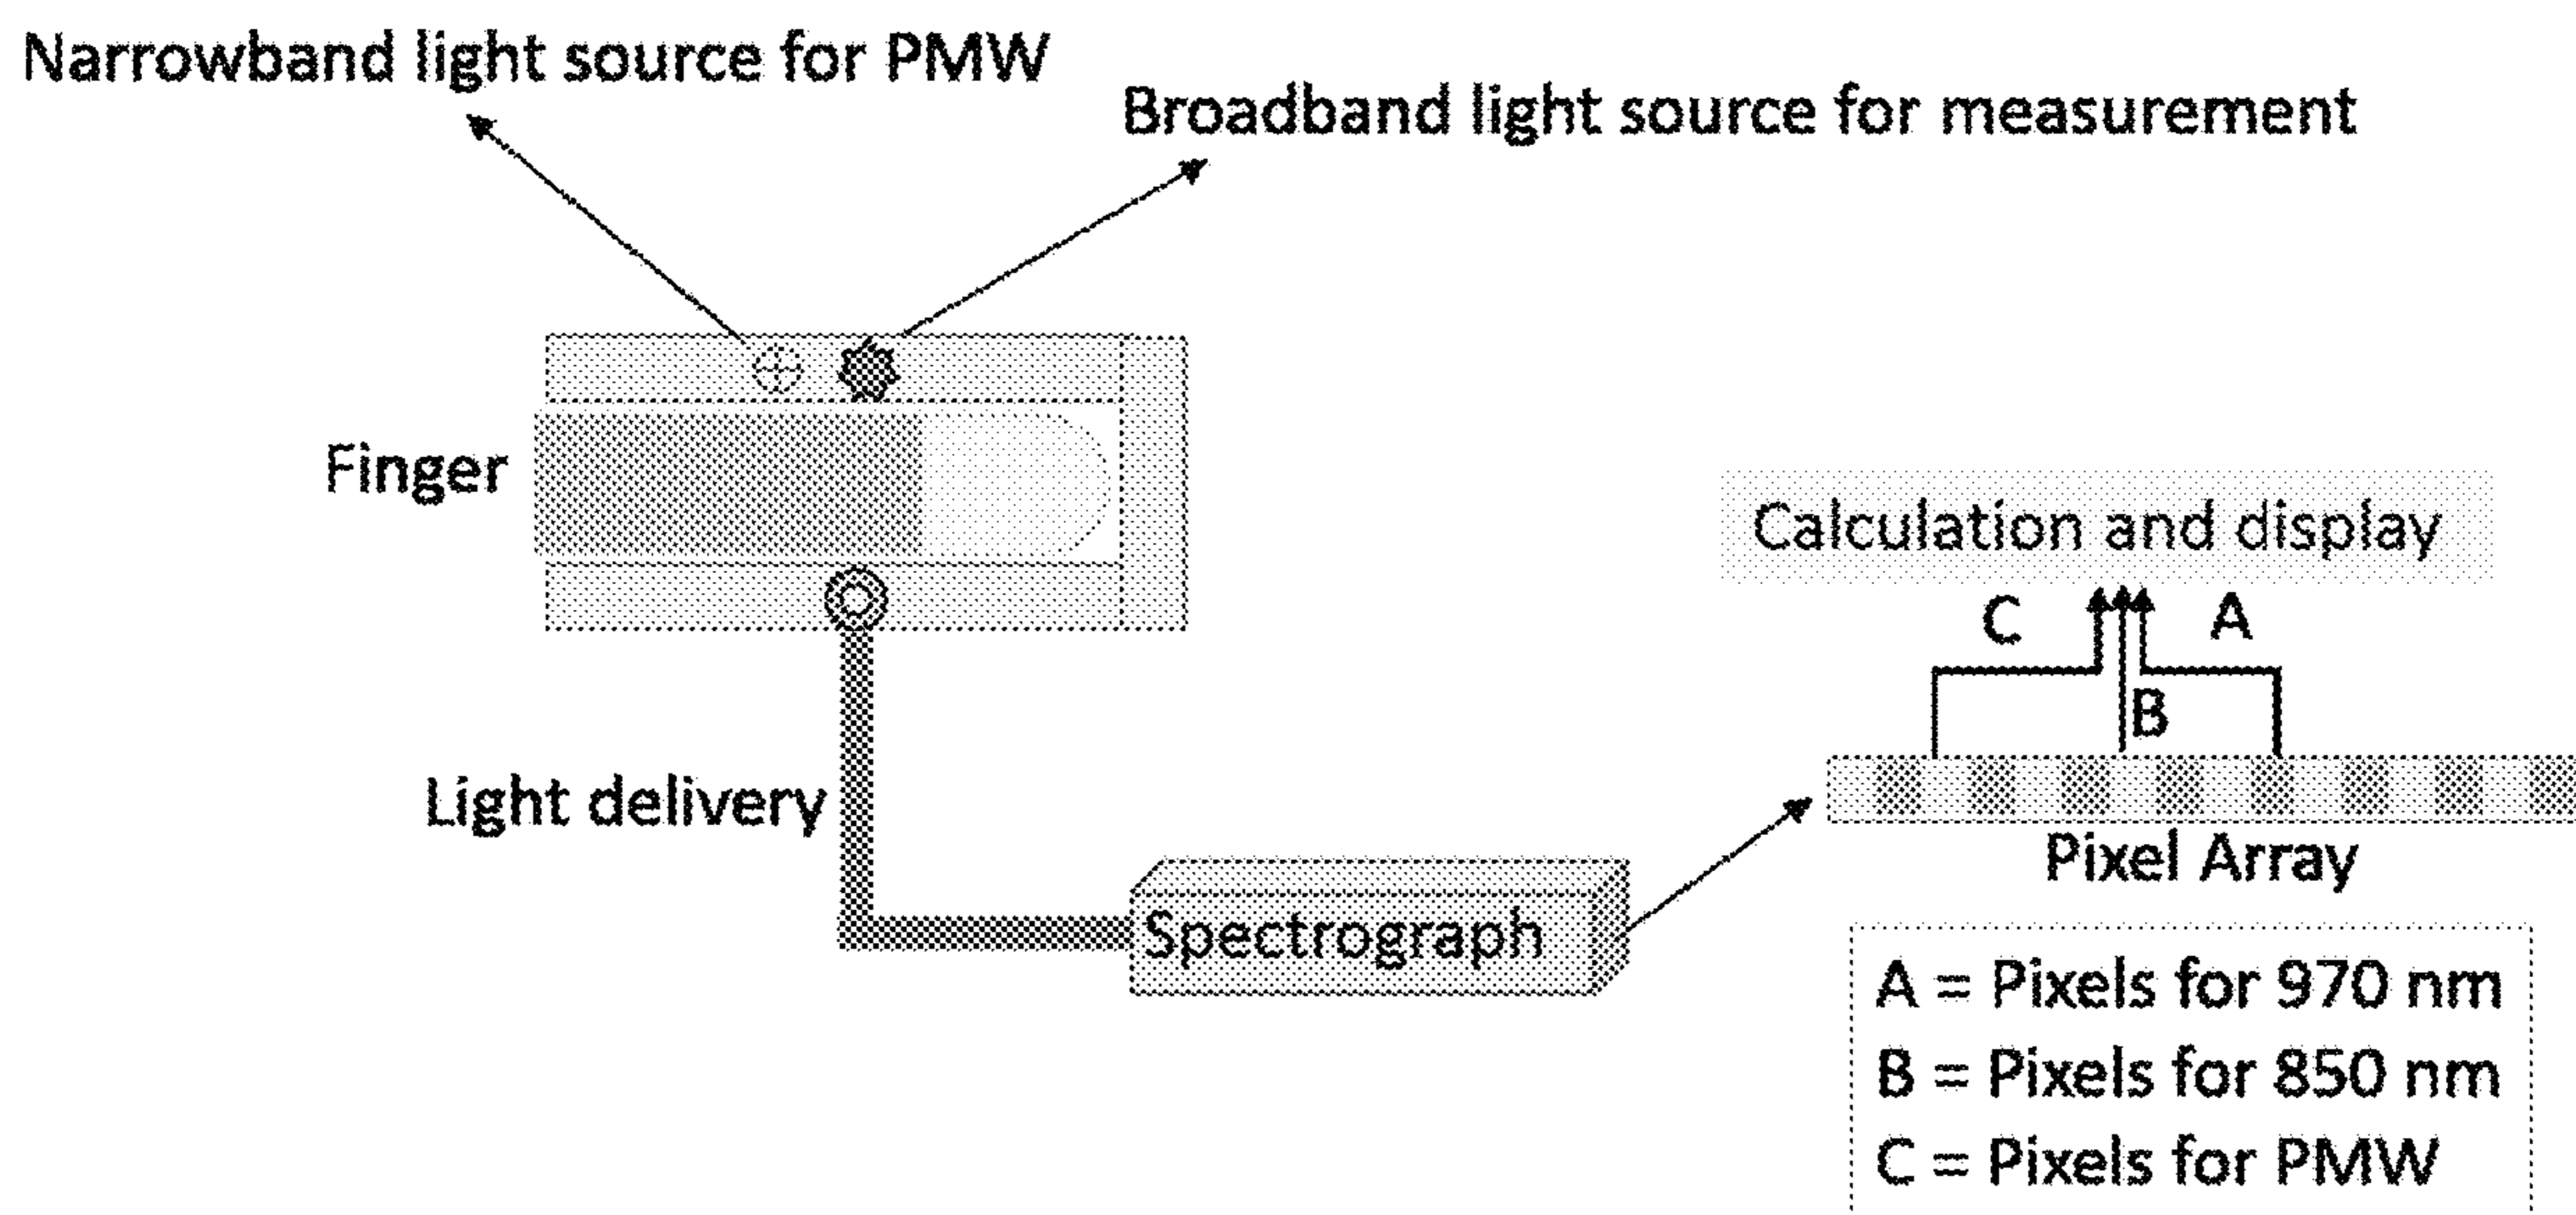 Narrowband light source for PMW
Broadband light source for measurement
Finger
Calculation and display
C
A
B
Light delivery
Pixel Array
Spectrograph
A = Pixels for 970 nm
B = Pixels for 850 nm
C = Pixels for PMW